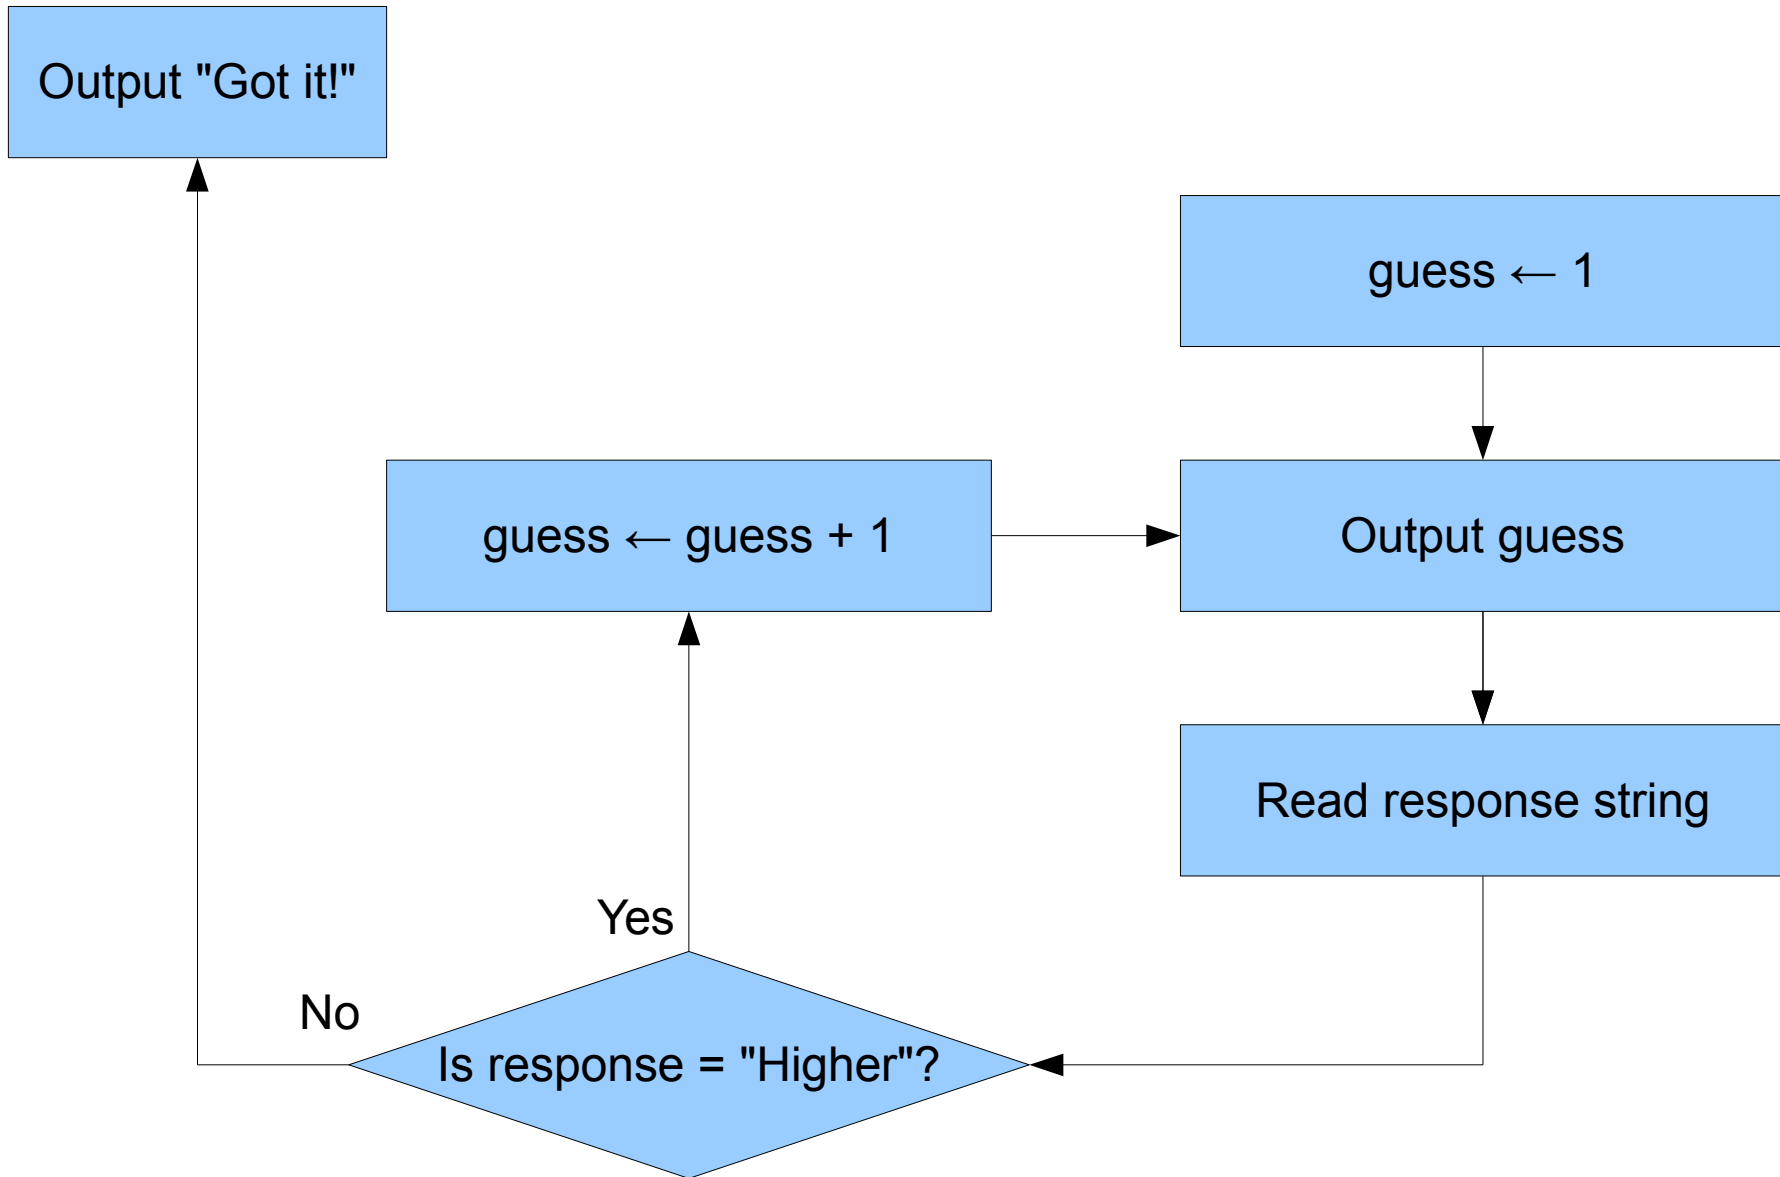 Output "Got it!"
guess ← 1
guess ← guess + 1
Output guess
Read response string
Yes
No
Is response = "Higher"?